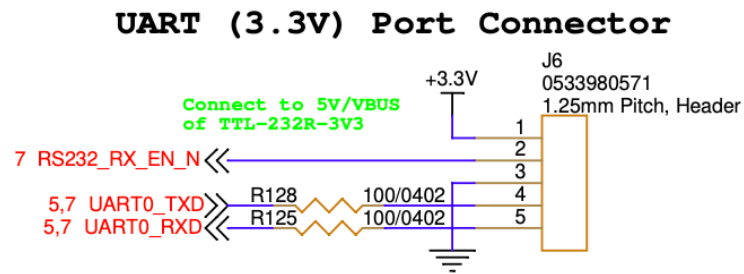 UART (3.3V) Port Connector
J6
+3.3V
0533980571
Connect to 5V/VBUS
1.25mm Pitch, Header
of TTL-232R-3V3
1
7 RS232_RX_EN_N
2
3
5,7 UART0_TXD
R128
100/0402
4
5,7 UART0_RXD
R125
100/0402
5